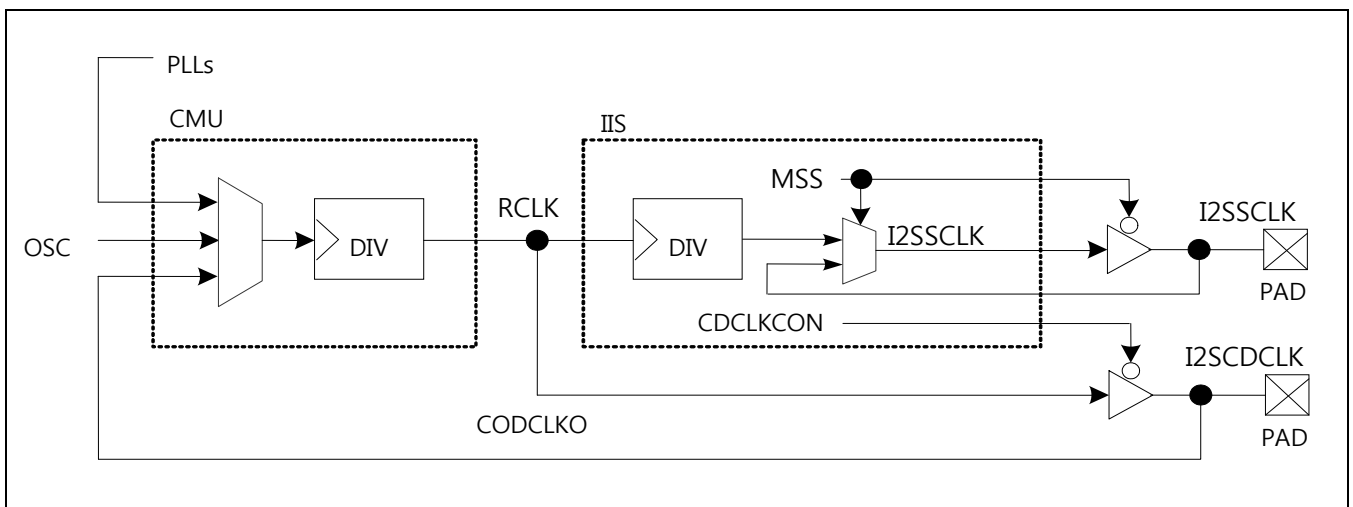 PLLs
CMU
IIS
MSS
RCLK
I2SSCLK
OSC
DIV
DIV
I2SSCLK
PAD
CDCLKCON
I2SCDCLK
CODCLKO
PAD